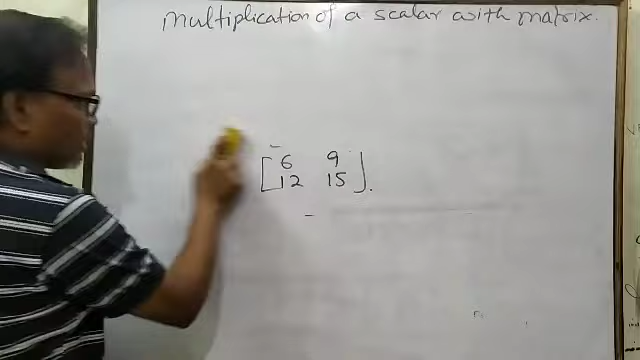 multiplication of a scalar with matrix.
[ 6 9
12 15 ].